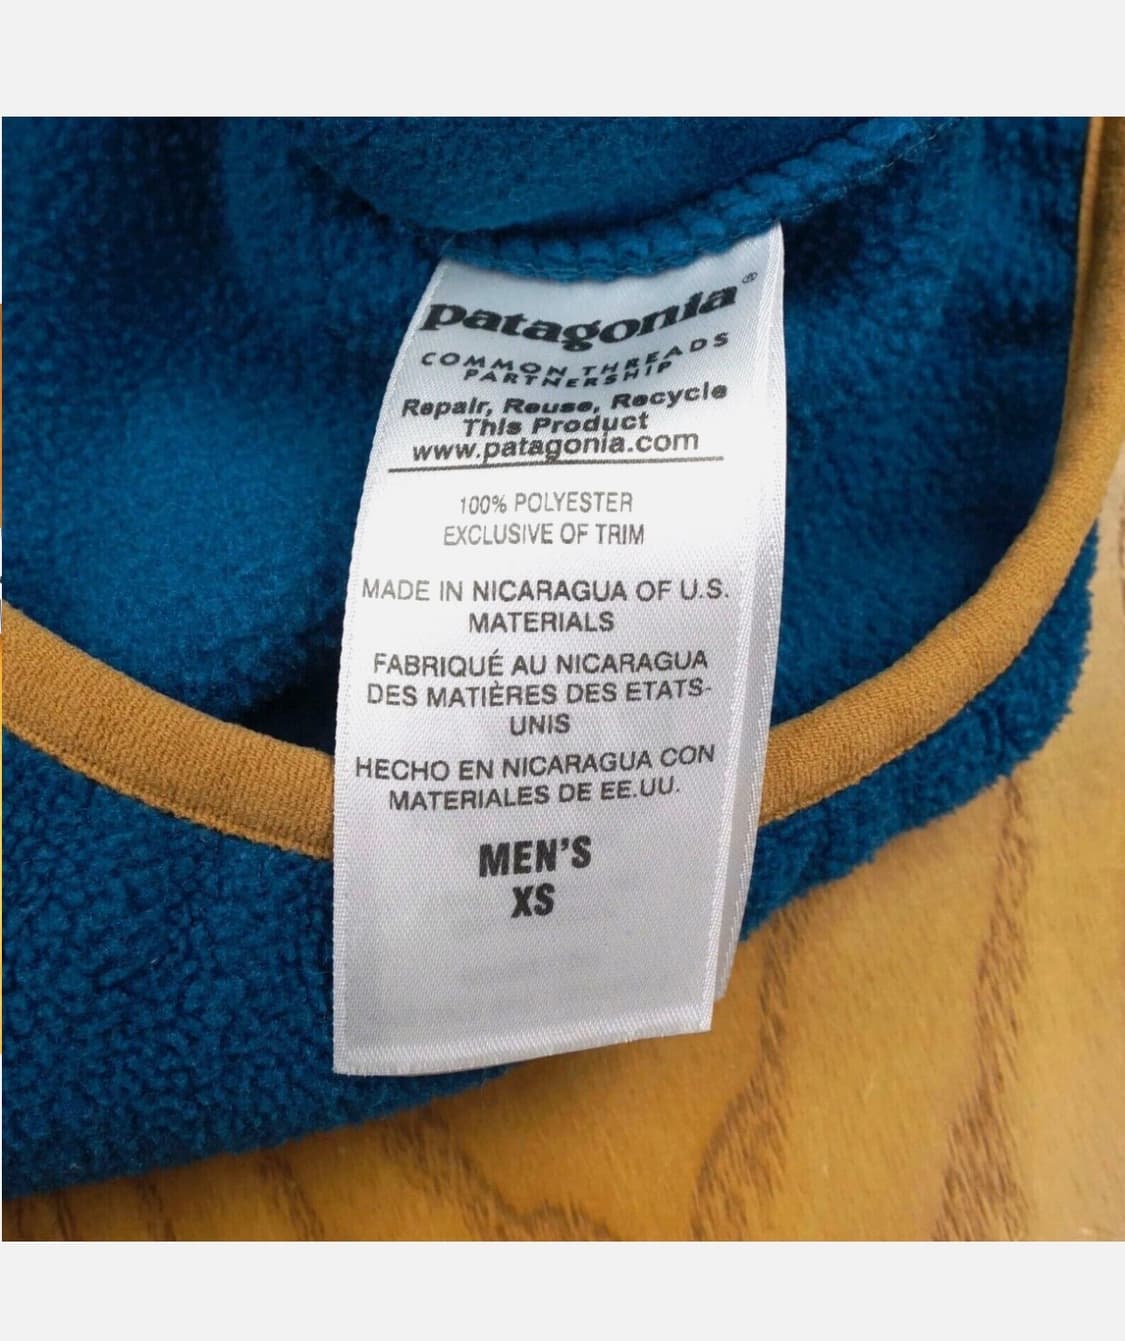 patagonia®
COMMON THREADS
PARTNERSHIP
Repair, Reuse, Recycle
This Product
www.patagonia.com
100% POLYESTER
EXCLUSIVE OF TRIM
MADE IN NICARAGUA OF U.S.
MATERIALS
FABRIQUÉ AU NICARAGUA
DES MATIÈRES DES ETATS-
UNIS
HECHO EN NICARAGUA CON
MATERIALES DE EE.UU.
MEN'S
XS